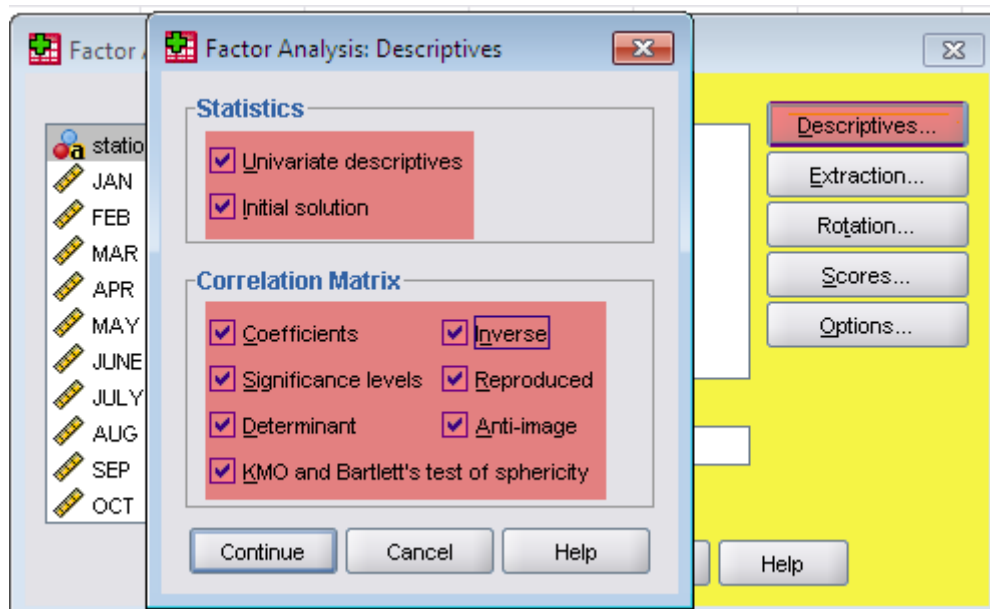 Factor
Factor Analysis: Descriptives
Statistics
Univariate descriptives
Initial solution
Correlation Matrix
Coefficients
Inverse
Significance levels
Reproduced
Determinant
Anti-image
KMO and Bartlett's test of sphericity
Continue
Cancel
Help
statio
JAN
FEB
MAR
APR
MAY
JUNE
JULY
AUG
SEP
OCT
Descriptives...
Extraction...
Rotation...
Scores...
Options...
Help